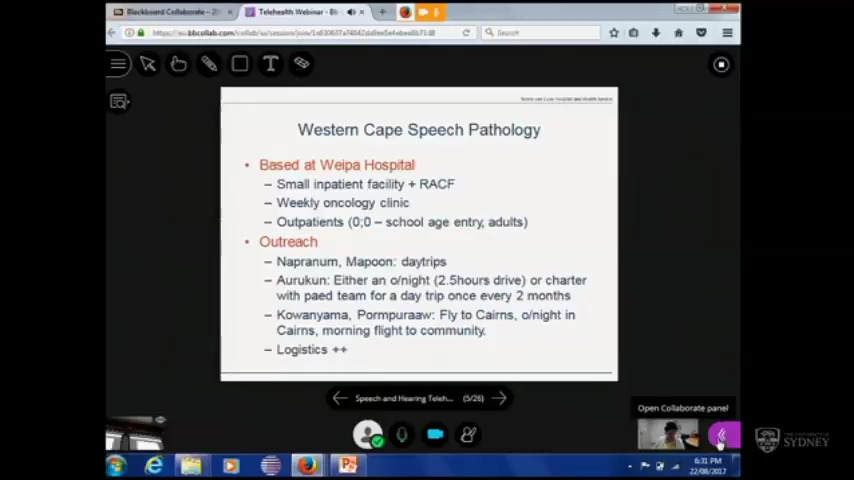 Blackboard Collaborate
Telehealth Webinar - Bb
Search
Western Cape Speech Pathology
• Based at Weipa Hospital
– Small inpatient facility + RACF
– Weekly oncology clinic
– Outpatients (0;0 – school age entry, adults)
• Outreach
– Napranum, Mapoon: daytrips
– Aurukun: Either an o/night (2.5hours drive) or charter
with paed team for a day trip once every 2 months
– Kowanyama, Pormpuraaw: Fly to Cairns, o/night in
Cairns, morning flight to community.
– Logistics ++
Speech and Hearing Teleh... (5/26)
Open Collaborate panel
THE UNIVERSITY OF
SYDNEY
6:31 PM
22/08/2017